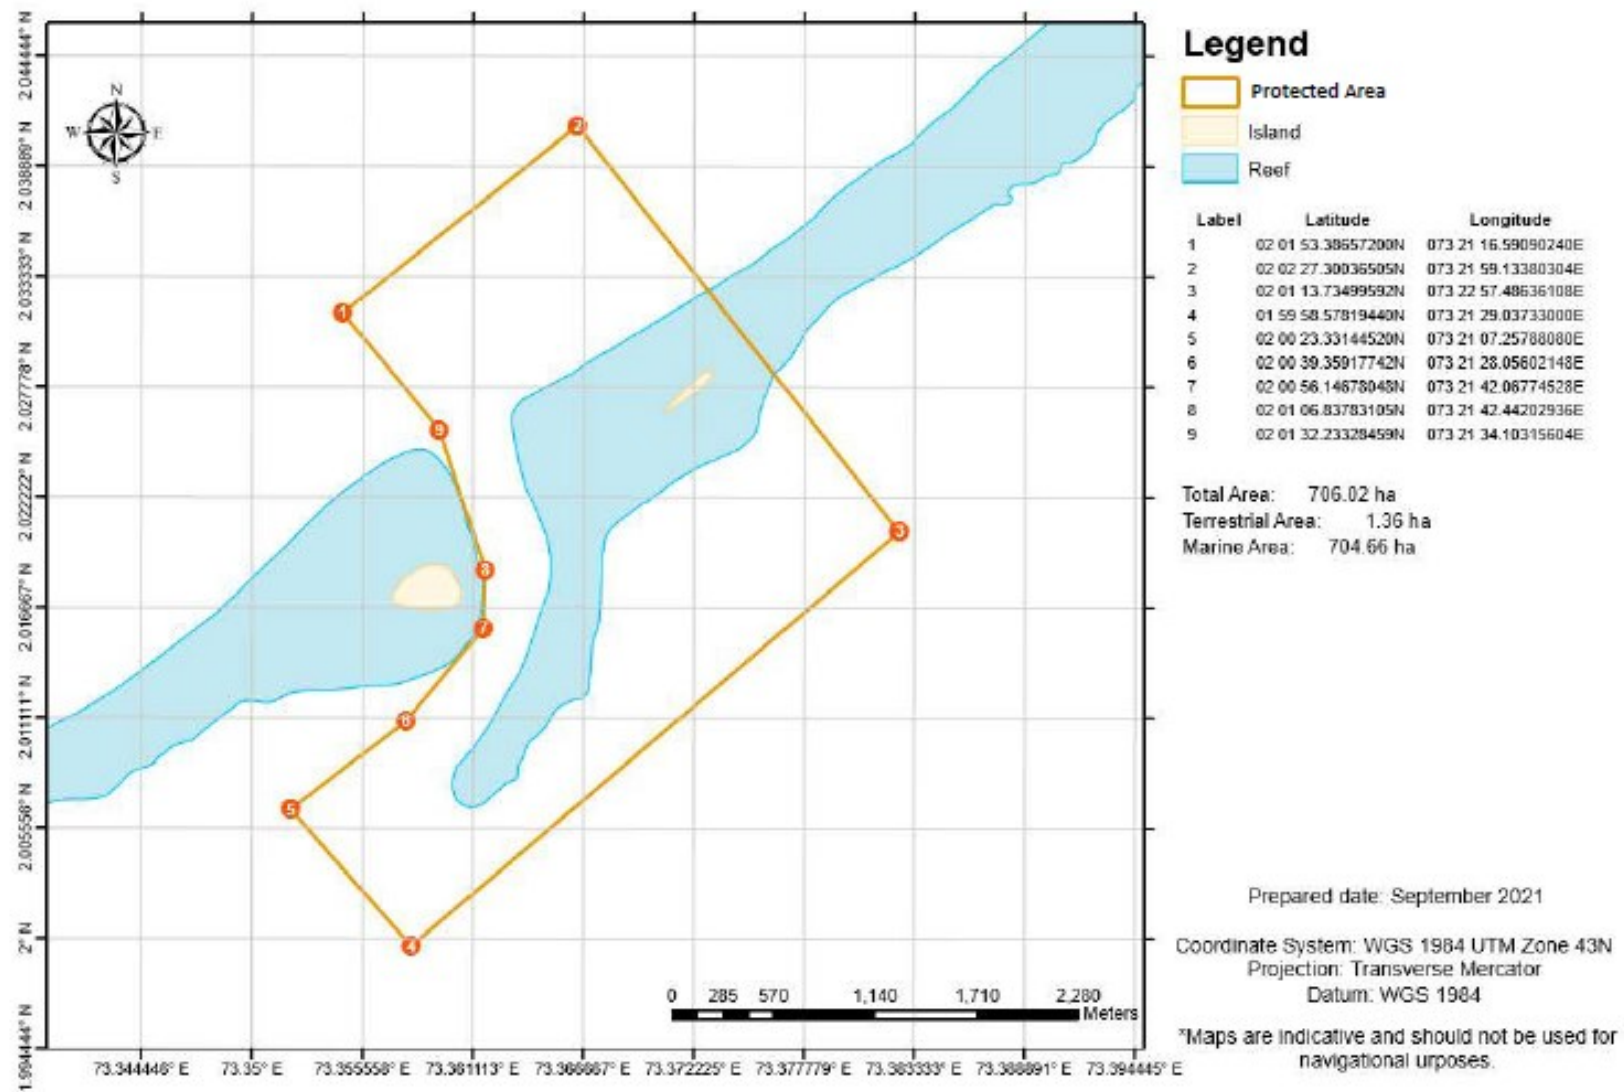 2.04444° N
2.038889° N
2.03333° N
2.027778° N
2.02222° N
2.016667° N
2.01111° N
2.005556° N
2° N
1.994444° N
N
W E
S
2
1
9
3
8
7
6
5
4
0 285 570 1,140 1,710 2,280
Meters
73.344446° E 73.35° E 73.355558° E 73.361113° E 73.366667° E 73.372225° E 73.377779° E 73.383333° E 73.388891° E 73.394445° E
Legend
Protected Area
Island
Reef
Label Latitude Longitude
1 02 01 53.38657200N 073 21 16.59090240E
2 02 02 27.30036505N 073 21 59.13380304E
3 02 01 13.73499592N 073 22 57.48636108E
4 01 59 58.57819440N 073 21 29.03733000E
5 02 00 23.33144520N 073 21 07.25788080E
6 02 00 39.35917742N 073 21 28.05602148E
7 02 00 56.14678048N 073 21 42.06774528E
8 02 01 06.83783105N 073 21 42.44202936E
9 02 01 32.23328459N 073 21 34.10315604E
Total Area: 706.02 ha
Terrestrial Area: 1.36 ha
Marine Area: 704.66 ha
Prepared date: September 2021
Coordinate System: WGS 1984 UTM Zone 43N
Projection: Transverse Mercator
Datum: WGS 1984
*Maps are indicative and should not be used for
navigational urposes.